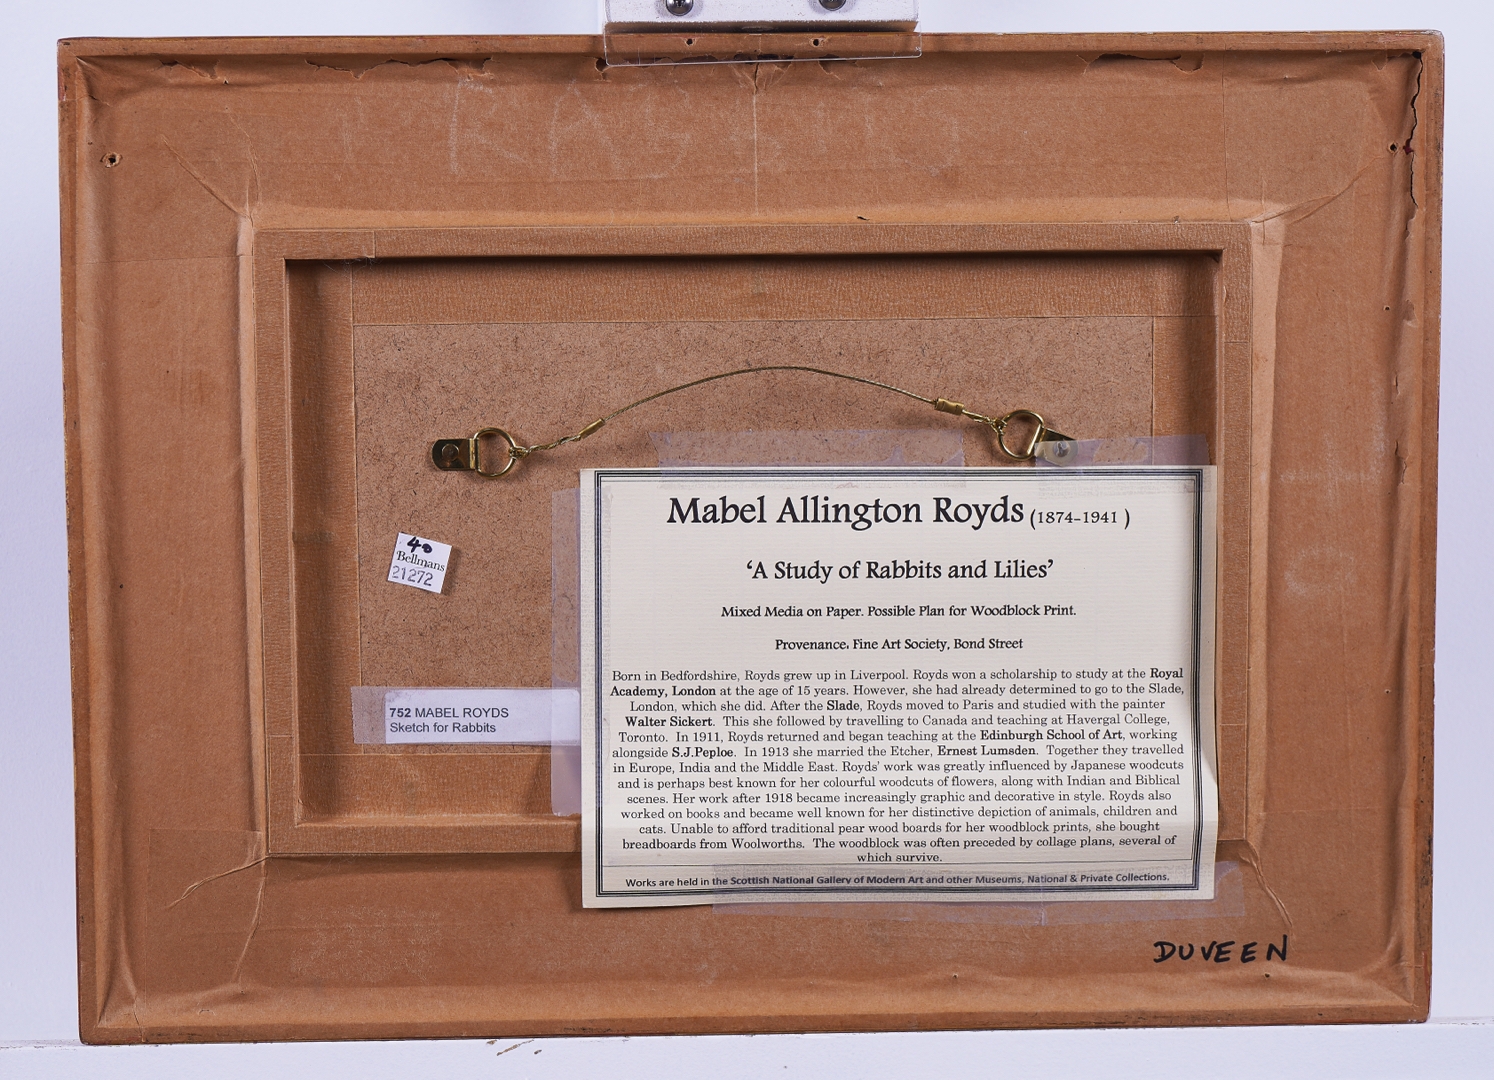 40
Bellmans
21272
752 MABEL ROYDS
Sketch for Rabbits
Mabel Allington Royds (1874-1941 )
‘A Study of Rabbits and Lilies’
Mixed Media on Paper. Possible Plan for Woodblock Print.
Provenance. Fine Art Society, Bond Street
Born in Bedfordshire, Royds grew up in Liverpool. Royds won a scholarship to study at the Royal
Academy, London at the age of 15 years. However, she had already determined to go to the Slade,
London, which she did. After the Slade, Royds moved to Paris and studied with the painter
Walter Sickert. This she followed by travelling to Canada and teaching at Havergal College,
Toronto. In 1911, Royds returned and began teaching at the Edinburgh School of Art, working
alongside S.J.Peploe. In 1913 she married the Etcher, Ernest Lumsden. Together they travelled
in Europe, India and the Middle East. Royds' work was greatly influenced by Japanese woodcuts
and is perhaps best known for her colourful woodcuts of flowers, along with Indian and Biblical
scenes. Her work after 1918 became increasingly graphic and decorative in style. Royds also
worked on books and became well known for her distinctive depiction of animals, children and
cats. Unable to afford traditional pear wood boards for her woodblock prints, she bought
breadboards from Woolworths. The woodblock was often preceded by collage plans, several of
which survive.
Works are held in the Scottish National Gallery of Modern Art and other Museums, National & Private Collections.
DUVEEN